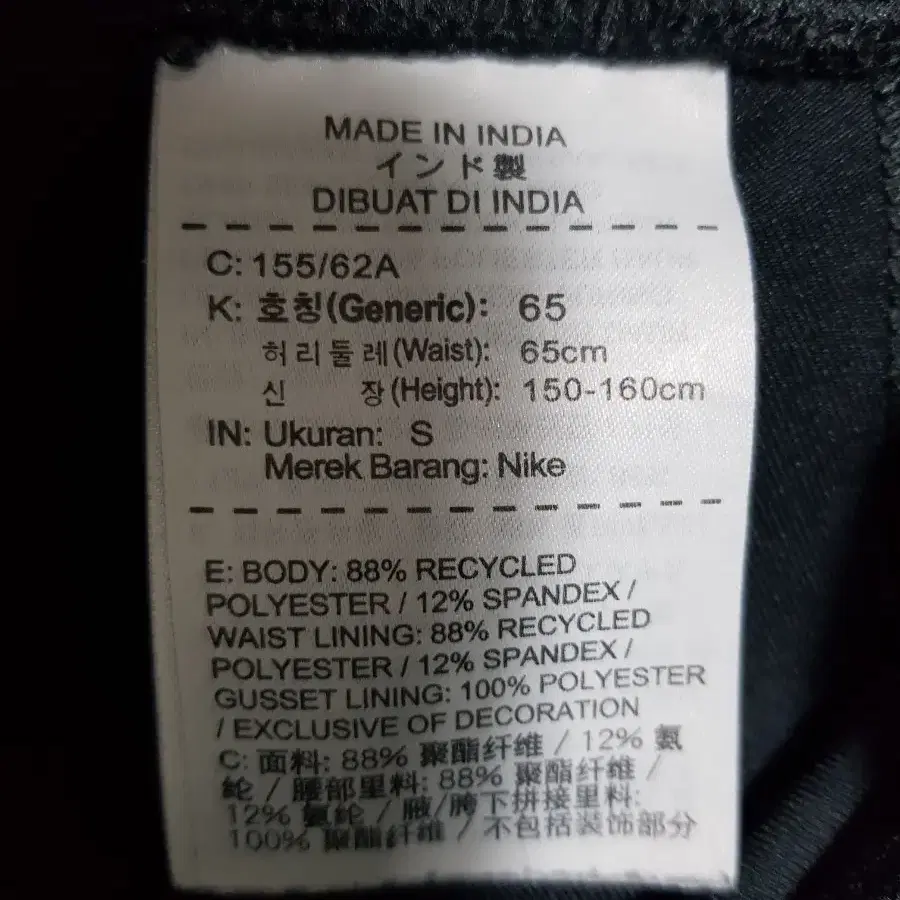 MADE IN INDIA
インド製
DIBUAT DI INDIA
C: 155/62A
K: 호칭(Generic): 65
허리둘레(Waist): 65cm
신 장(Height): 150-160cm
IN: Ukuran: S
Merek Barang: Nike
E: BODY: 88% RECYCLED
POLYESTER / 12% SPANDEX /
WAIST LINING: 88% RECYCLED
POLYESTER / 12% SPANDEX /
GUSSET LINING: 100% POLYESTER
/ EXCLUSIVE OF DECORATION
C: 面料: 88% 聚酯纤维 / 12% 氨
纶 / 腰部里料: 88% 聚酯纤维 /
12% 氨纶 / 腋/胯下拼接里料:
100% 聚酯纤维 / 不包括装饰部分